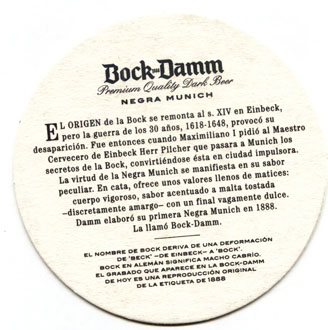 Bock-Damm
Premium Quality Dark Beer
NEGRA MUNICH
EL ORIGEN de la Bock se remonta al s. XIV en Einbeck,
pero la guerra de los 30 años, 1618-1648, provocó su
desaparición. Fue entonces cuando Maximiliano I pidió al Maestro
Cervecero de Einbeck Herr Pilcher que pasara a Munich los
secretos de la Bock, convirtiéndose ésta en ciudad impulsora.
La virtud de la Negra Munich se manifiesta en su sabor
peculiar. En cata, ofrece unos valores llenos de matices:
cuerpo vigoroso, sabor acentuado a malta tostada
–discretamente amargo– con un final vagamente dulce.
Damm elaboró su primera Negra Munich en 1888.
La llamó Bock-Damm.
EL NOMBRE DE BOCK DERIVA DE UNA DEFORMACIÓN
DE 'BECK' –DE EINBECK– A 'BOCK'.
BOCK EN ALEMÁN SIGNIFICA MACHO CABRÍO.
EL GRABADO QUE APARECE EN LA BOCK-DAMM
DE HOY ES UNA REPRODUCCIÓN ORIGINAL
DE LA ETIQUETA DE 1888